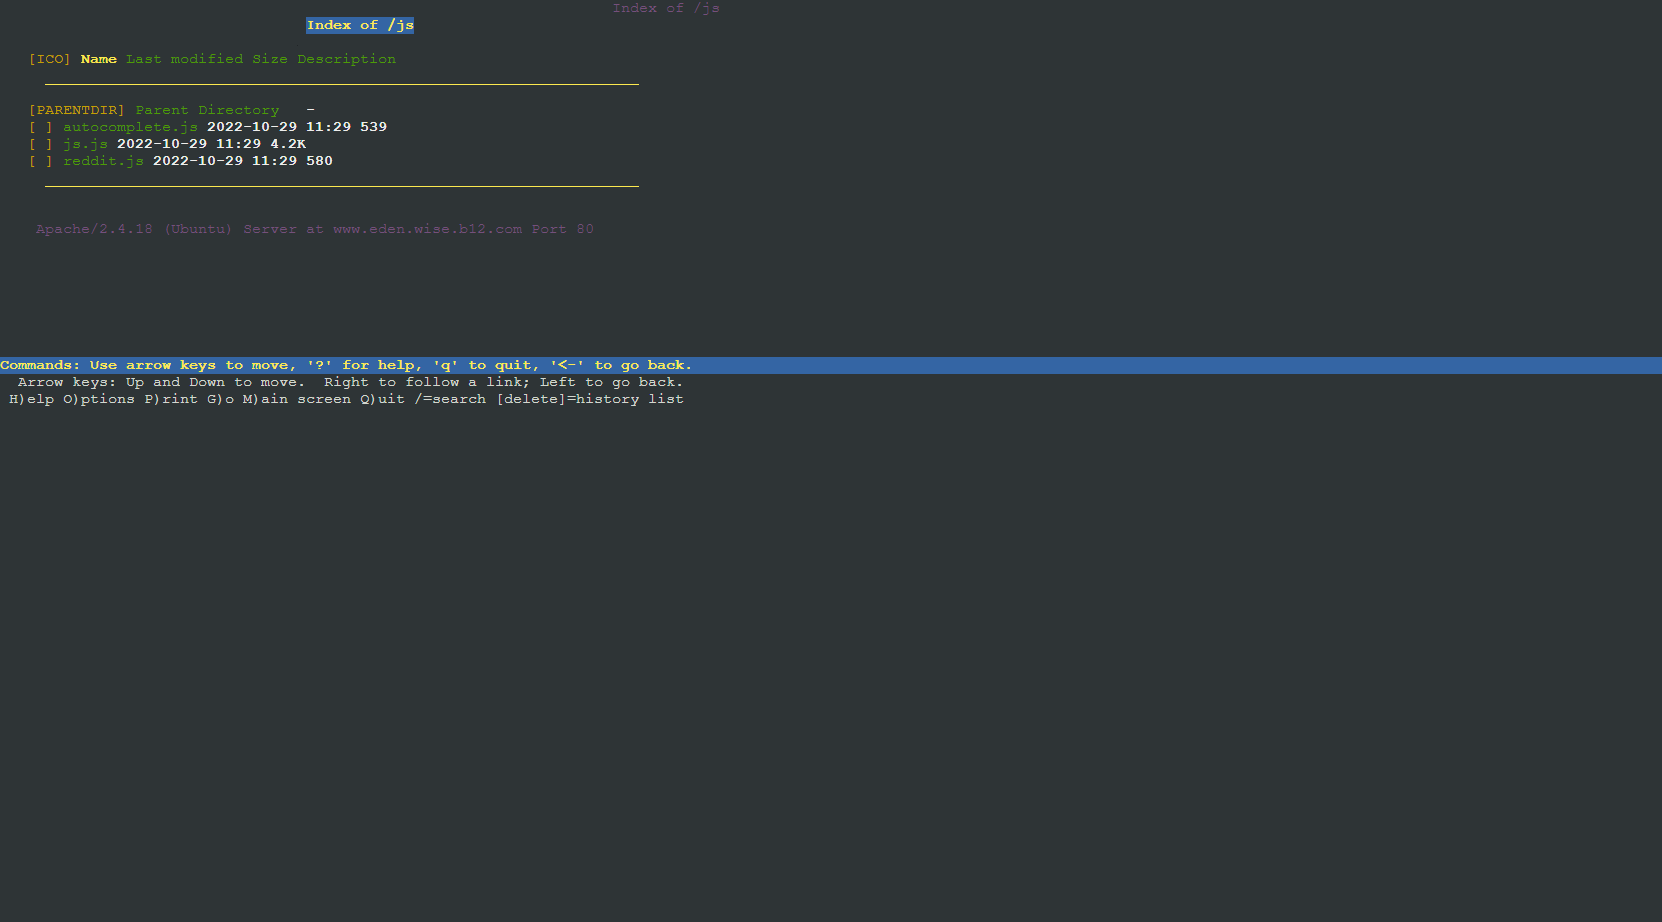 Index of /js
Index of /js
[ICO] Name Last modified Size Description
[PARENTDIR] Parent Directory   -
[ ] autocomplete.js 2022-10-29 11:29 539
[ ] js.js 2022-10-29 11:29 4.2K
[ ] reddit.js 2022-10-29 11:29 580
Apache/2.4.18 (Ubuntu) Server at www.eden.wise.b12.com Port 80
Commands: Use arrow keys to move, '?' for help, 'q' to quit, '<-' to go back.
Arrow keys: Up and Down to move.  Right to follow a link; Left to go back.
H)elp O)ptions P)rint G)o M)ain screen Q)uit /=search [delete]=history list